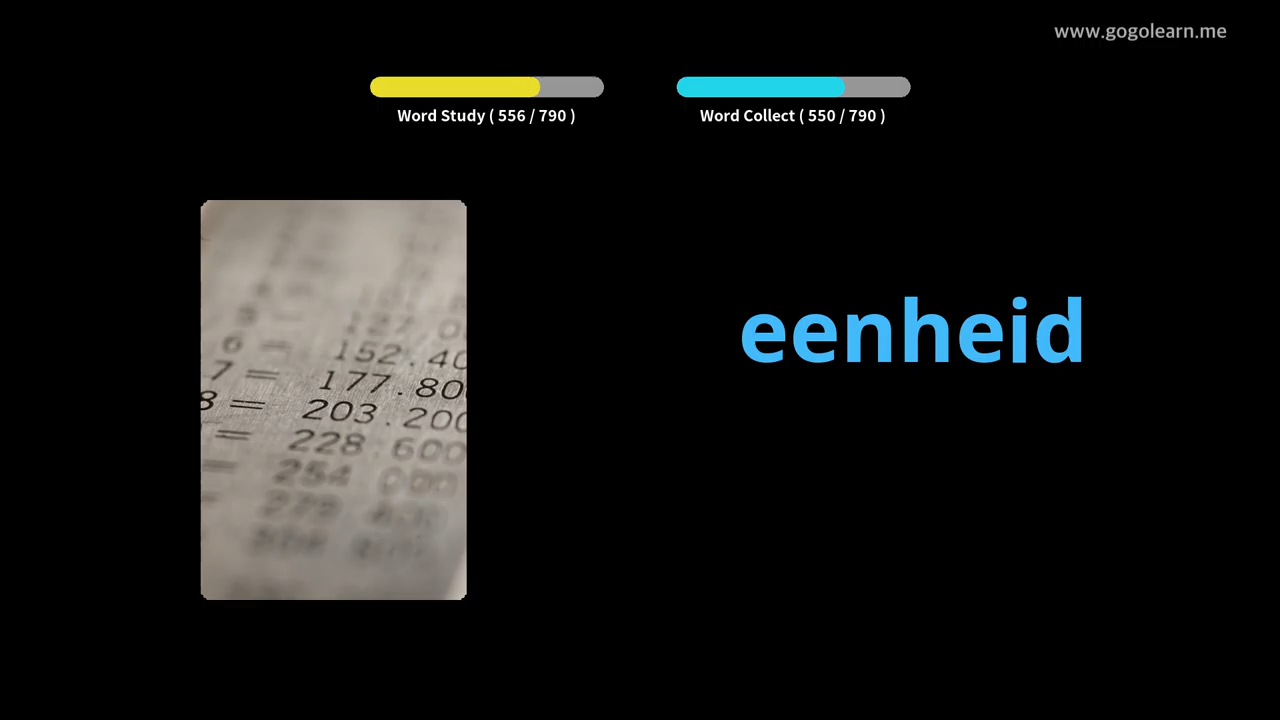 www.gogolearn.me
Word Study ( 556 / 790 )
Word Collect ( 550 / 790 )
6 = 152.40
7 = 177.80
8 = 203.200
= 228.600
254
eenheid